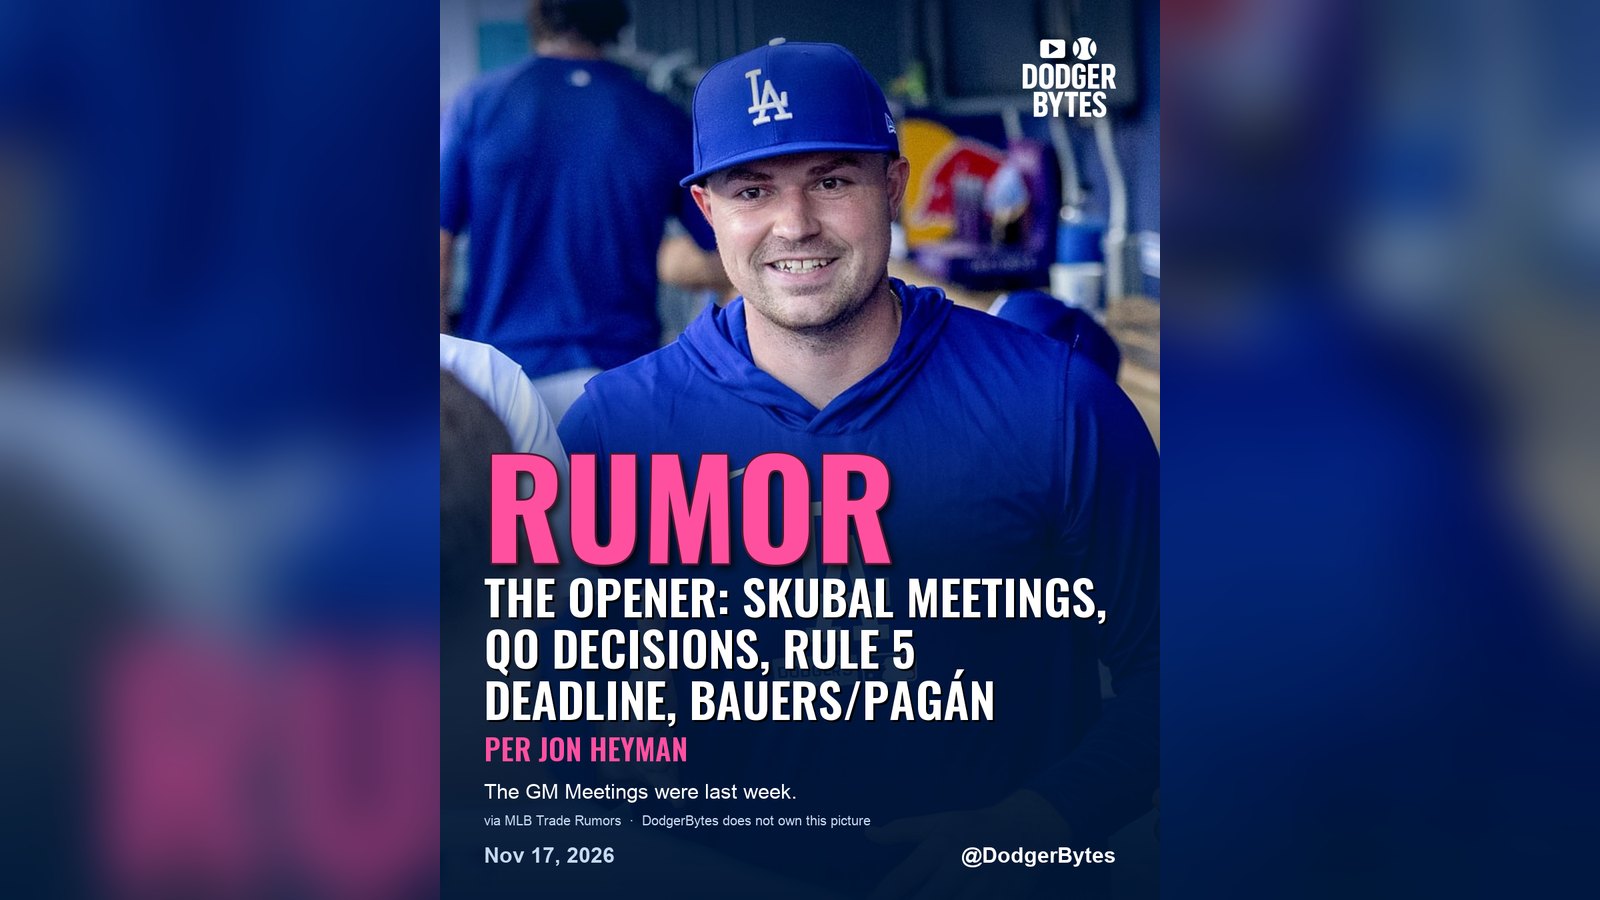 LA
DODGER
BYTES
RUMOR
THE OPENER: SKUBAL MEETINGS,
QO DECISIONS, RULE 5
DEADLINE, BAUERS/PAGÁN
PER JON HEYMAN
The GM Meetings were last week.
via MLB Trade Rumors · DodgerBytes does not own this picture
Nov 17, 2026
@DodgerBytes